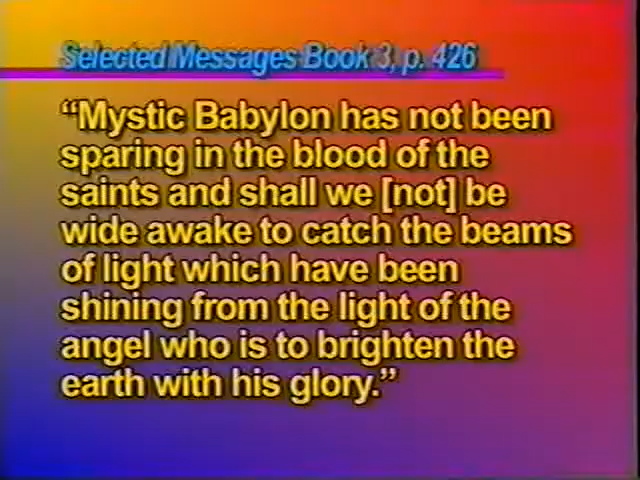 Selected Messages Book 3, p. 426
“Mystic Babylon has not been
sparing in the blood of the
saints and shall we [not] be
wide awake to catch the beams
of light which have been
shining from the light of the
angel who is to brighten the
earth with his glory.”